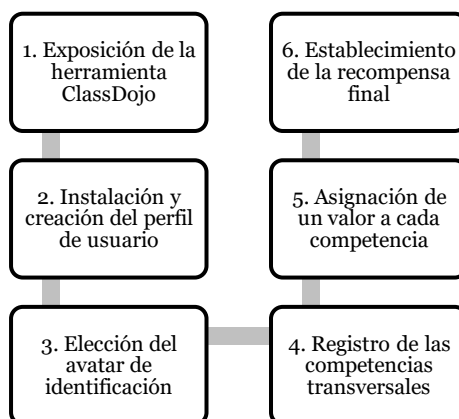 1. Exposición de la
herramienta
ClassDojo
2. Instalación y
creación del perfil
de usuario
3. Elección del
avatar de
identificación
4. Registro de las
competencias
transversales
5. Asignación de
un valor a cada
competencia
6. Establecimiento
de la recompensa
final